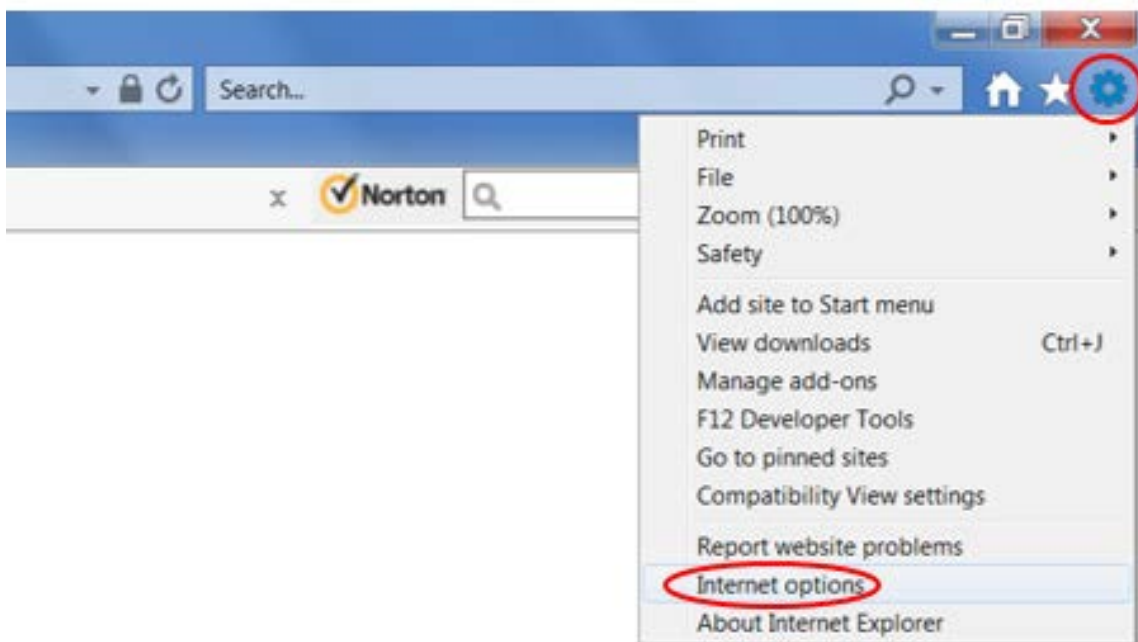 Search...
Norton
Print
File
Zoom (100%)
Safety
Add site to Start menu
View downloads Ctrl+J
Manage add-ons
F12 Developer Tools
Go to pinned sites
Compatibility View settings
Report website problems
Internet options
About Internet Explorer